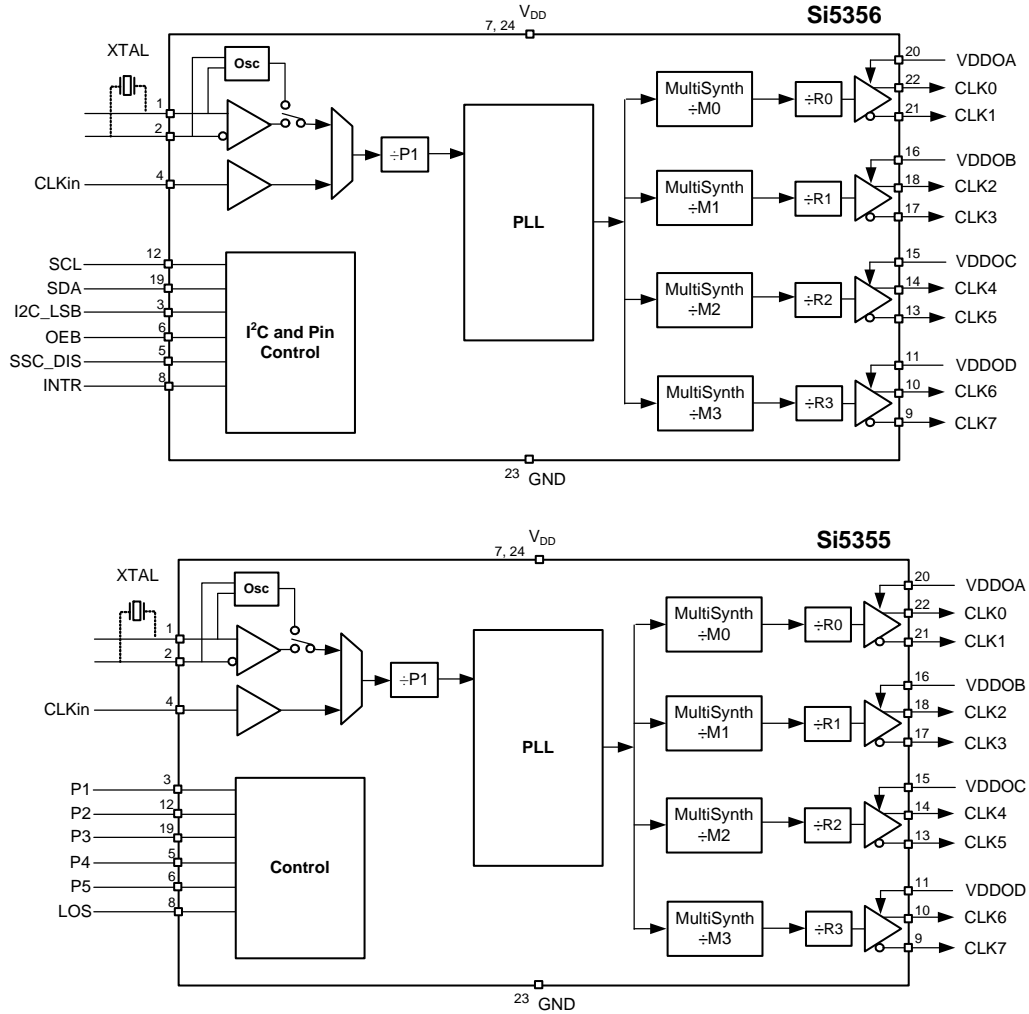 Si5356
V_DD
7, 24
XTAL
Osc
1
2
CLKin
4
÷P1
PLL
MultiSynth
÷M0
÷R0
20
VDDOA
22
CLK0
21
CLK1
MultiSynth
÷M1
÷R1
16
VDDOB
18
CLK2
17
CLK3
MultiSynth
÷M2
÷R2
15
VDDOC
14
CLK4
13
CLK5
MultiSynth
÷M3
÷R3
11
VDDOD
10
CLK6
9
CLK7
SCL
12
SDA
19
I2C_LSB
3
OEB
6
SSC_DIS
5
INTR
8
I²C and Pin
Control
23
GND
Si5355
V_DD
7, 24
XTAL
Osc
1
2
CLKin
4
÷P1
PLL
MultiSynth
÷M0
÷R0
20
VDDOA
22
CLK0
21
CLK1
MultiSynth
÷M1
÷R1
16
VDDOB
18
CLK2
17
CLK3
MultiSynth
÷M2
÷R2
15
VDDOC
14
CLK4
13
CLK5
MultiSynth
÷M3
÷R3
11
VDDOD
10
CLK6
9
CLK7
P1
3
P2
12
P3
19
P4
5
P5
6
LOS
8
Control
23
GND